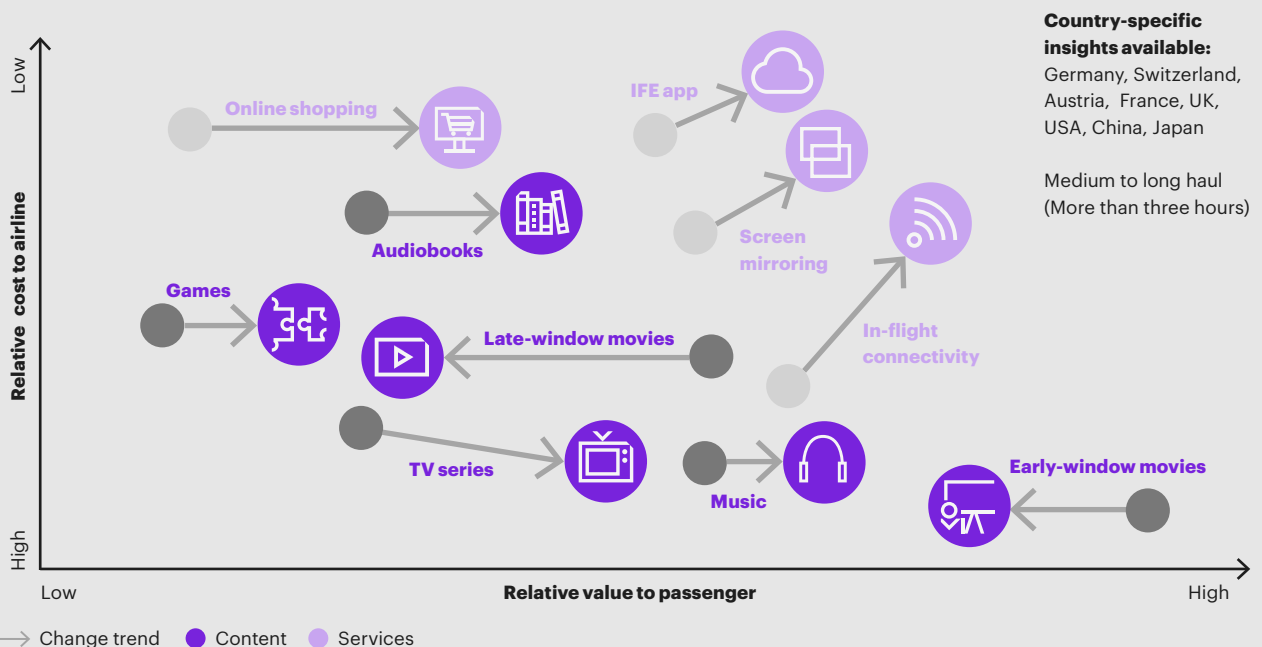 Country-specific
insights available:
Germany, Switzerland,
Austria, France, UK,
USA, China, Japan
Medium to long haul
(More than three hours)
Low
Relative cost to airline
High
Online shopping
IFE app
Audiobooks
Screen
mirroring
Games
Late-window movies
In-flight
connectivity
TV series
Music
Early-window movies
Low
Relative value to passenger
High
Change trend
Content
Services